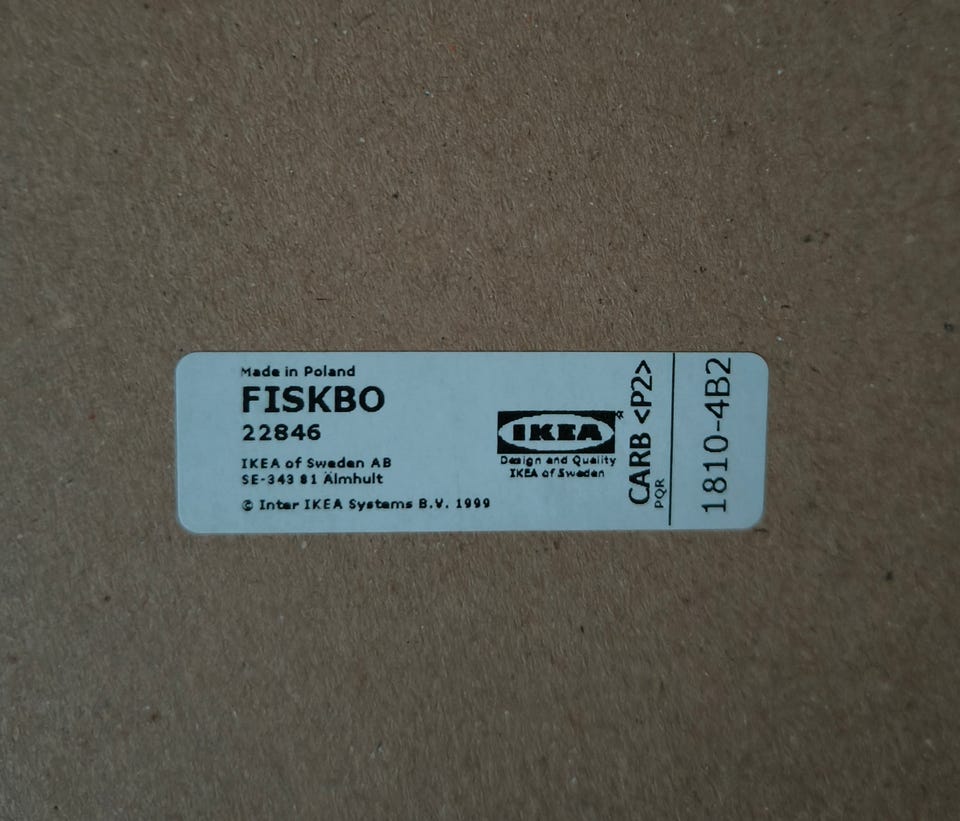 Made in Poland
FISKBO
22846
IKEA of Sweden AB
SE-343 81 Älmhult
© Inter IKEA Systems B.V. 1999
IKEA®
Design and Quality
IKEA of Sweden
CARB <P2>
PQR
1810-4B2